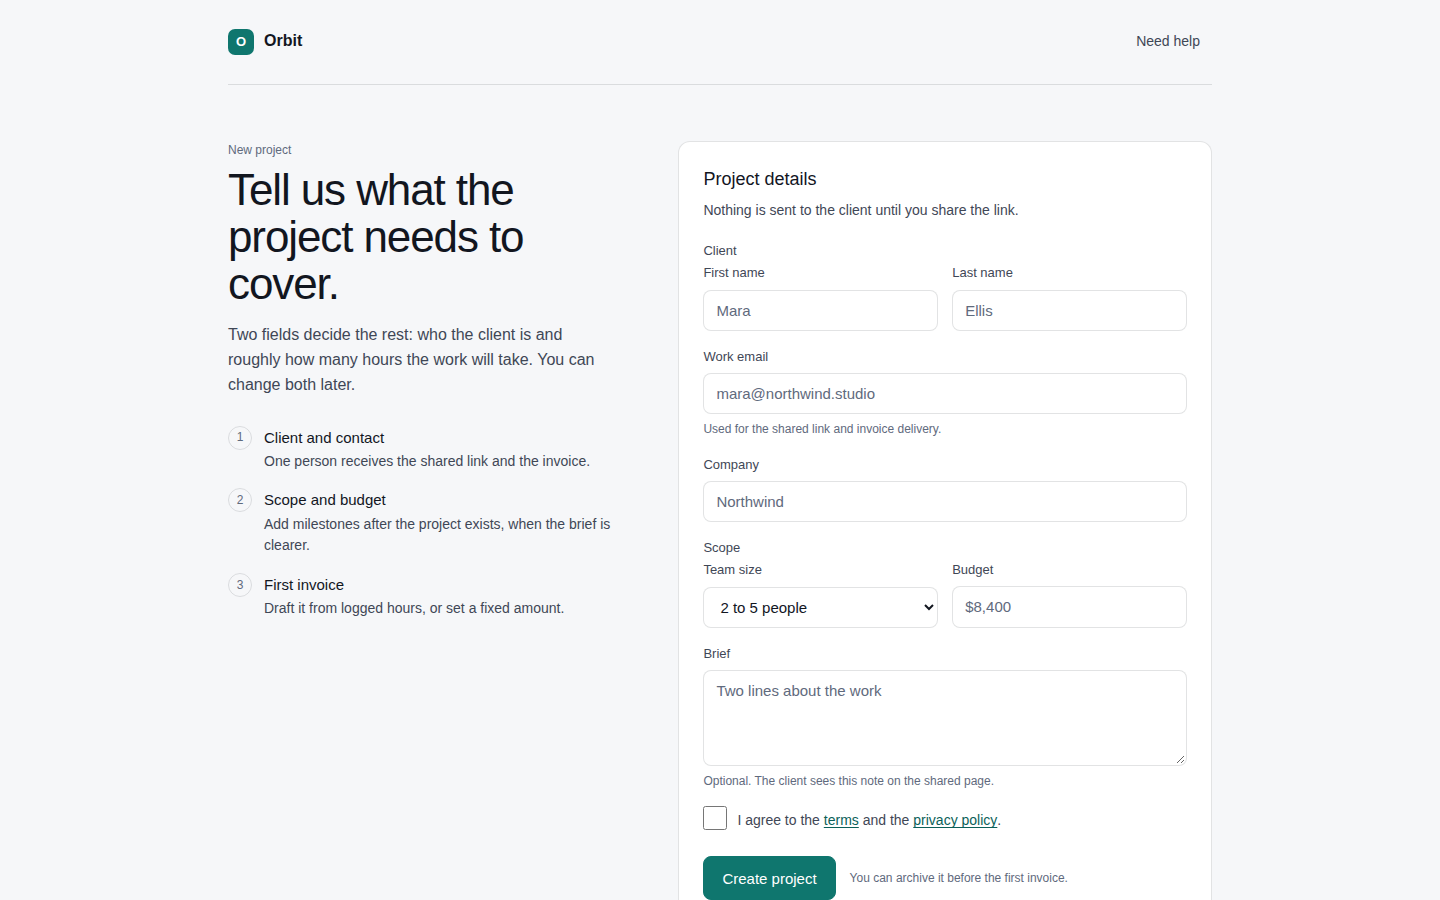 O Orbit
Need help
New project
Tell us what the
project needs to
cover.
Two fields decide the rest: who the client is and
roughly how many hours the work will take. You can
change both later.
1 Client and contact
One person receives the shared link and the invoice.
2 Scope and budget
Add milestones after the project exists, when the brief is
clearer.
3 First invoice
Draft it from logged hours, or set a fixed amount.
Project details
Nothing is sent to the client until you share the link.
Client
First name Last name
Mara Ellis
Work email
mara@northwind.studio
Used for the shared link and invoice delivery.
Company
Northwind
Scope
Team size Budget
2 to 5 people $8,400
Brief
Two lines about the work
Optional. The client sees this note on the shared page.
I agree to the terms and the privacy policy.
Create project You can archive it before the first invoice.